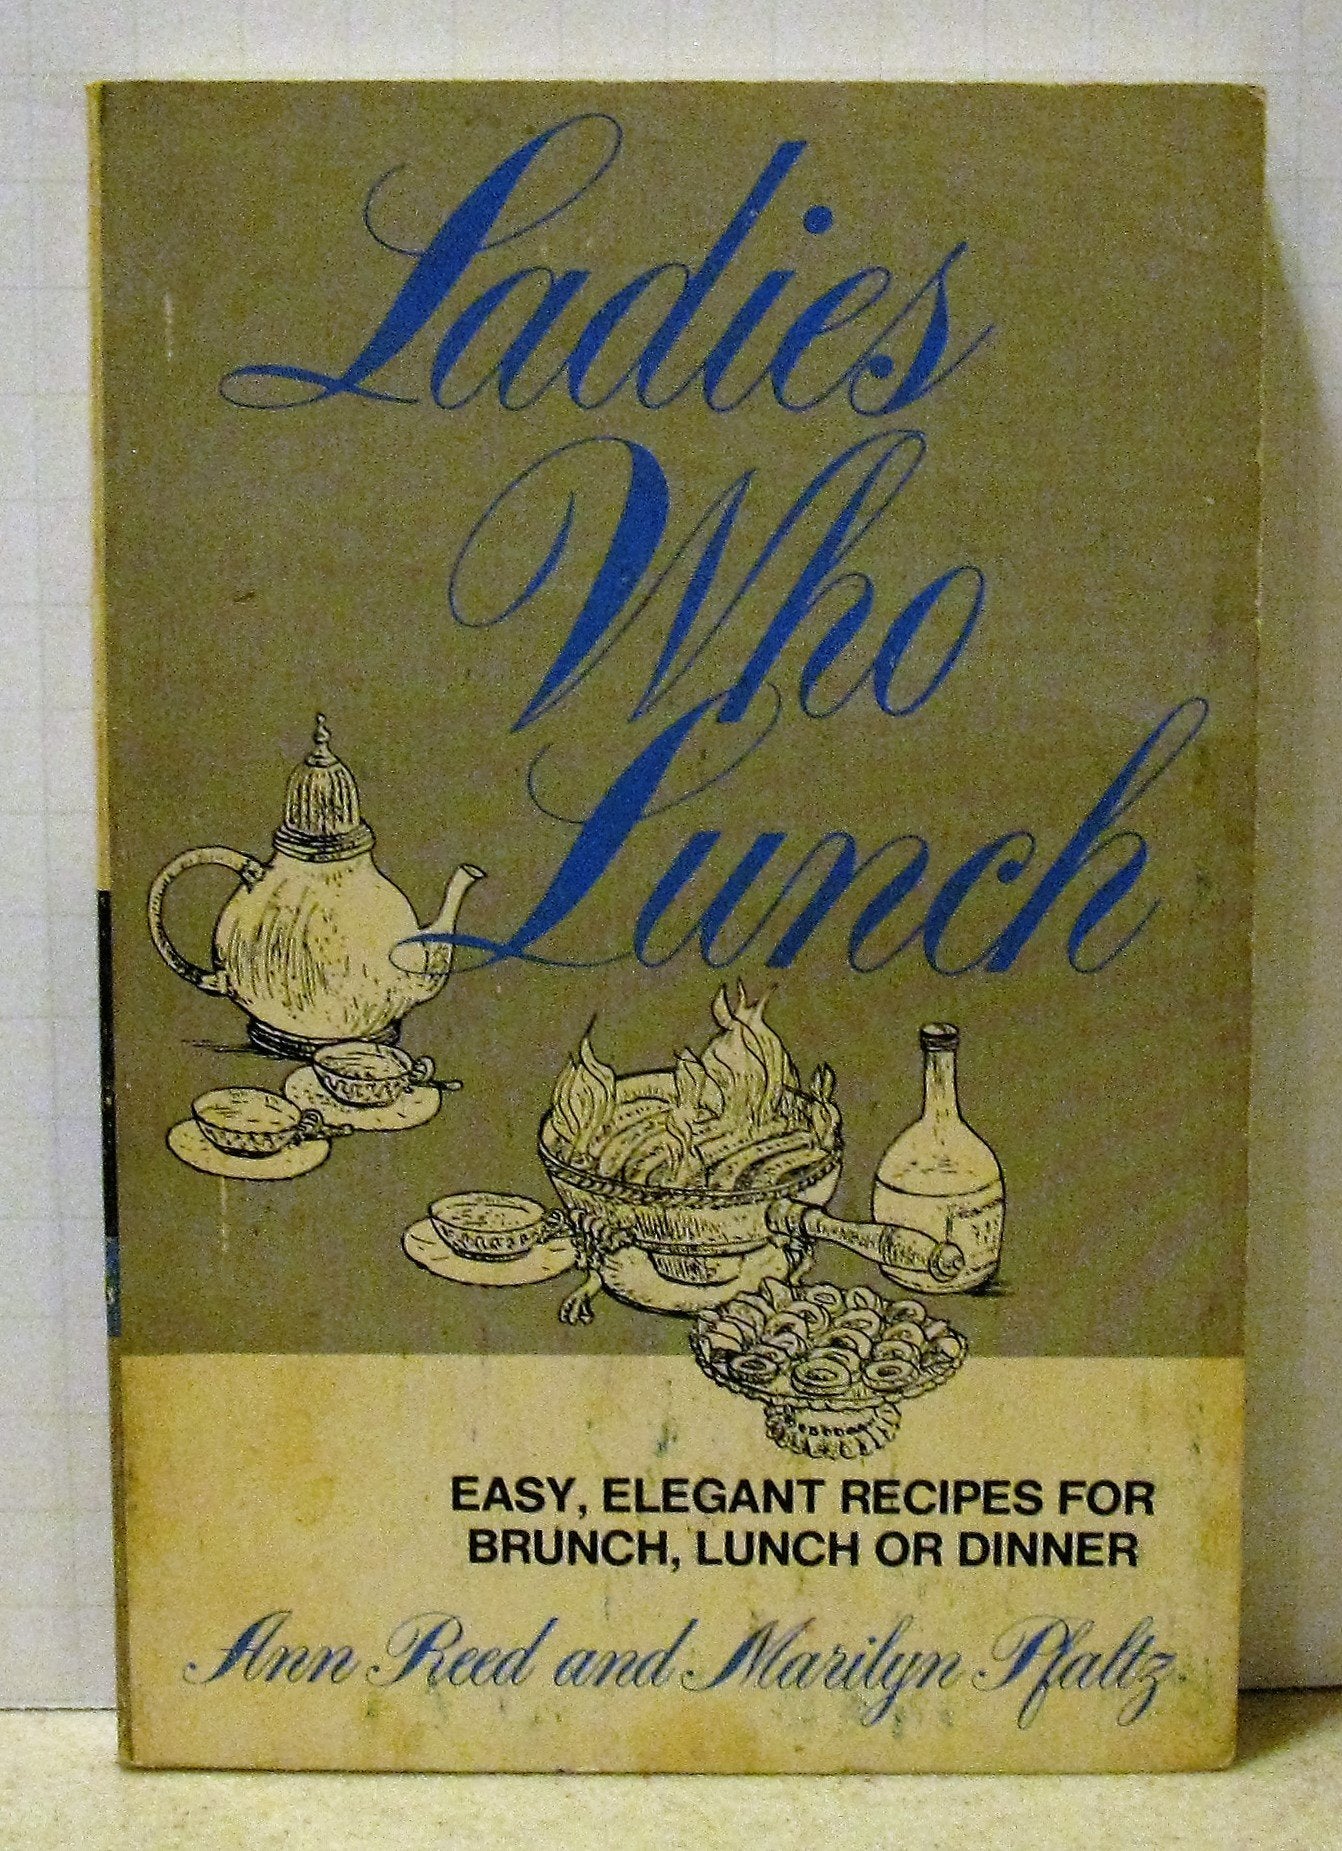 Ladies
Who
Lunch
EASY, ELEGANT RECIPES FOR
BRUNCH, LUNCH OR DINNER
Ann Reed and Marilyn Pfaltz